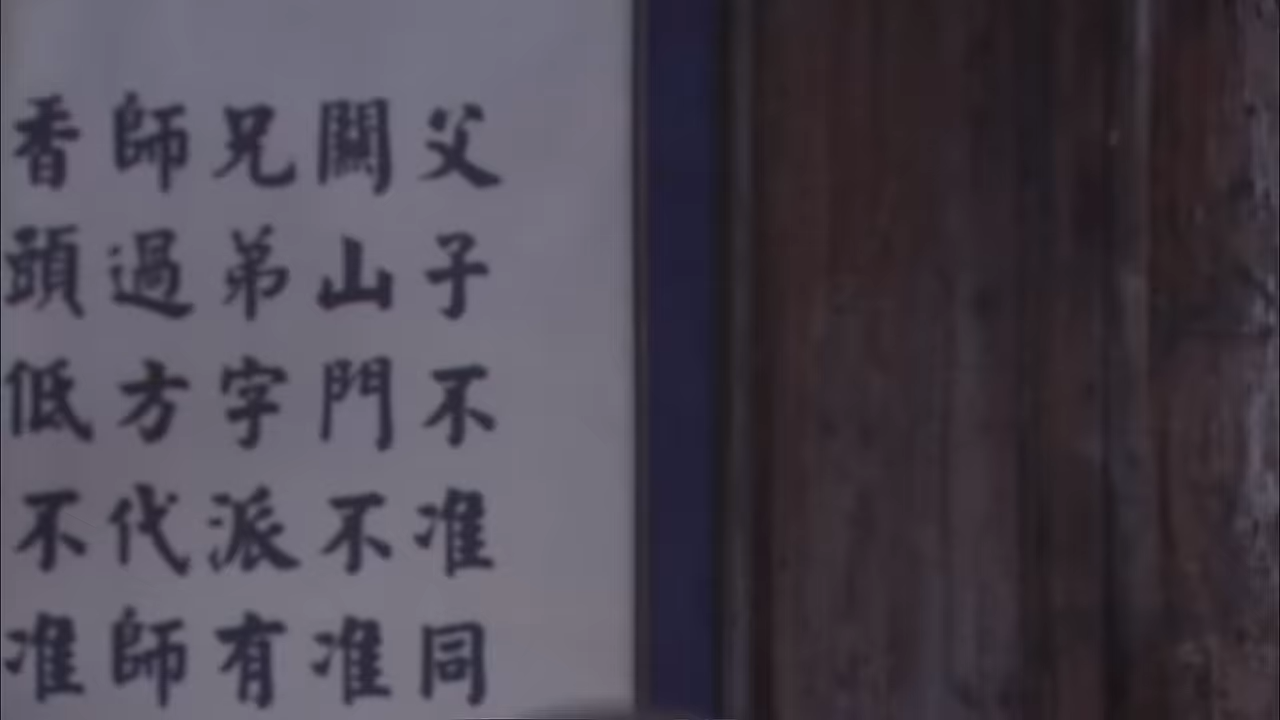 父子不准同
關山門不准
兄弟字派有
師過方代師
香頭低不准